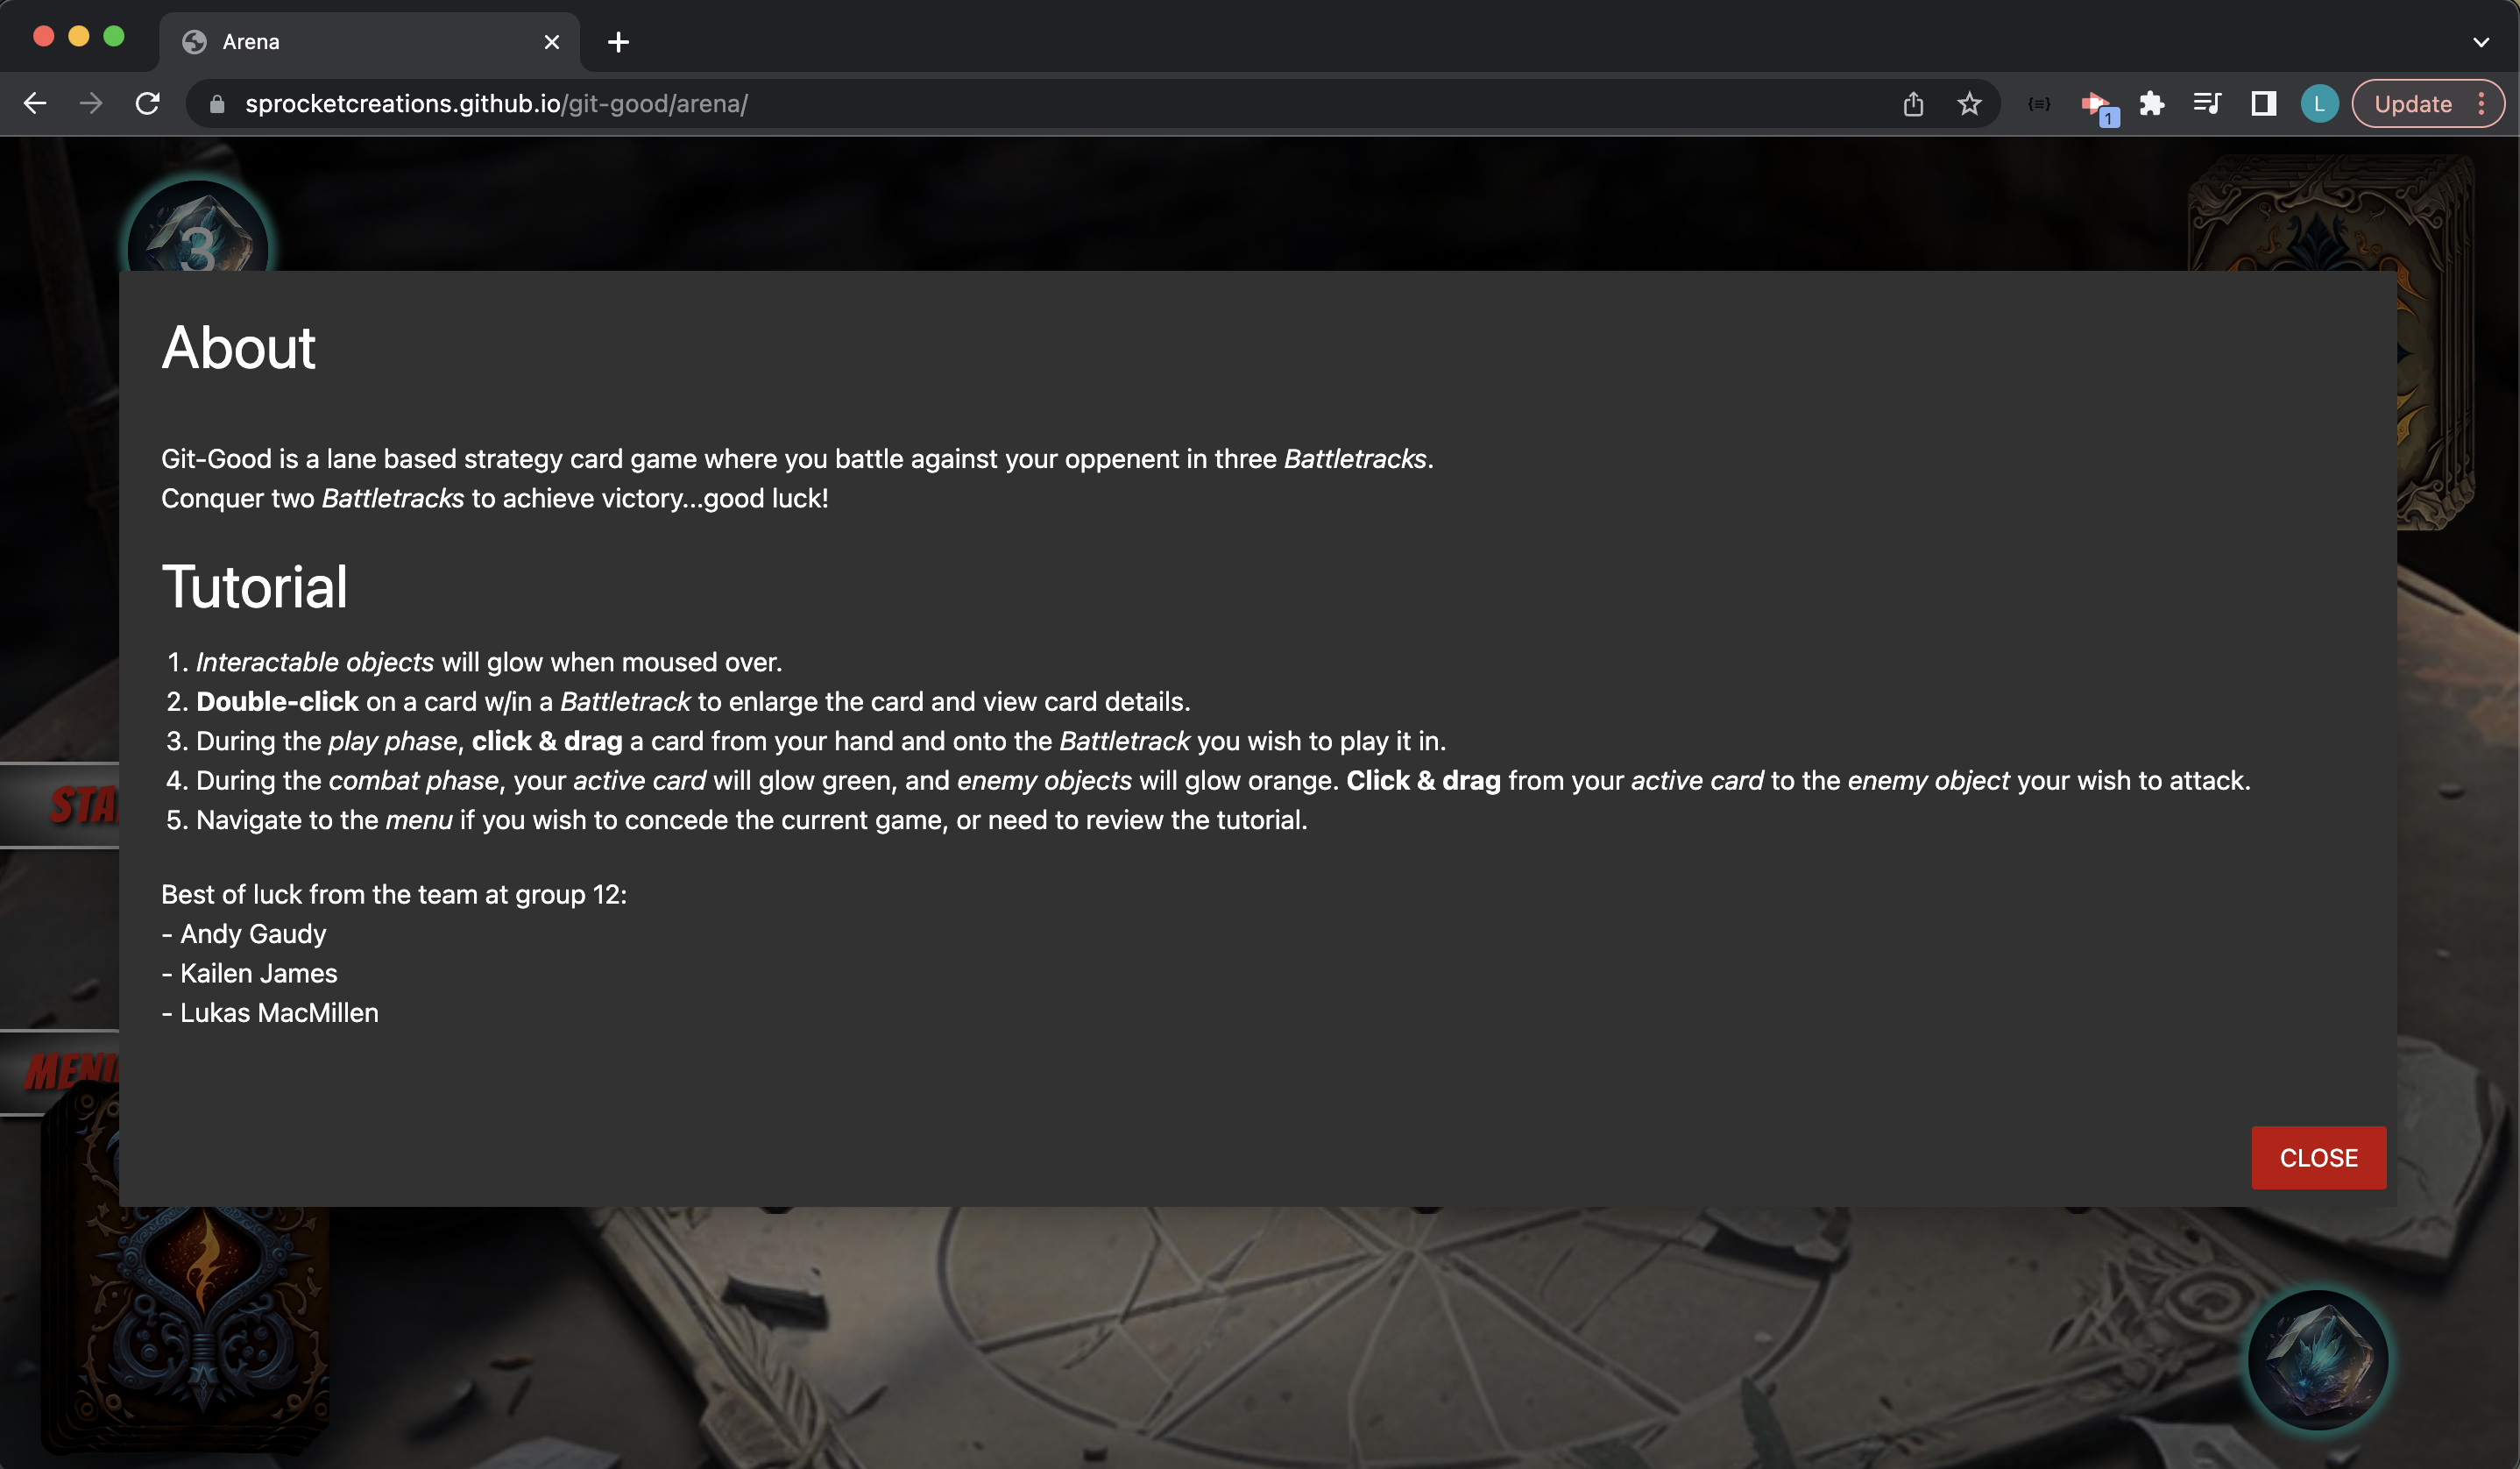 Arena
sprocketcreations.github.io/git-good/arena/
1
L
Update
3
About
Git-Good is a lane based strategy card game where you battle against your oppenent in three Battletracks.
Conquer two Battletracks to achieve victory...good luck!
Tutorial
1. Interactable objects will glow when moused over.
2. Double-click on a card w/in a Battletrack to enlarge the card and view card details.
3. During the play phase, click & drag a card from your hand and onto the Battletrack you wish to play it in.
4. During the combat phase, your active card will glow green, and enemy objects will glow orange. Click & drag from your active card to the enemy object your wish to attack.
5. Navigate to the menu if you wish to concede the current game, or need to review the tutorial.
STA
Best of luck from the team at group 12:
- Andy Gaudy
- Kailen James
- Lukas MacMillen
MENU
CLOSE